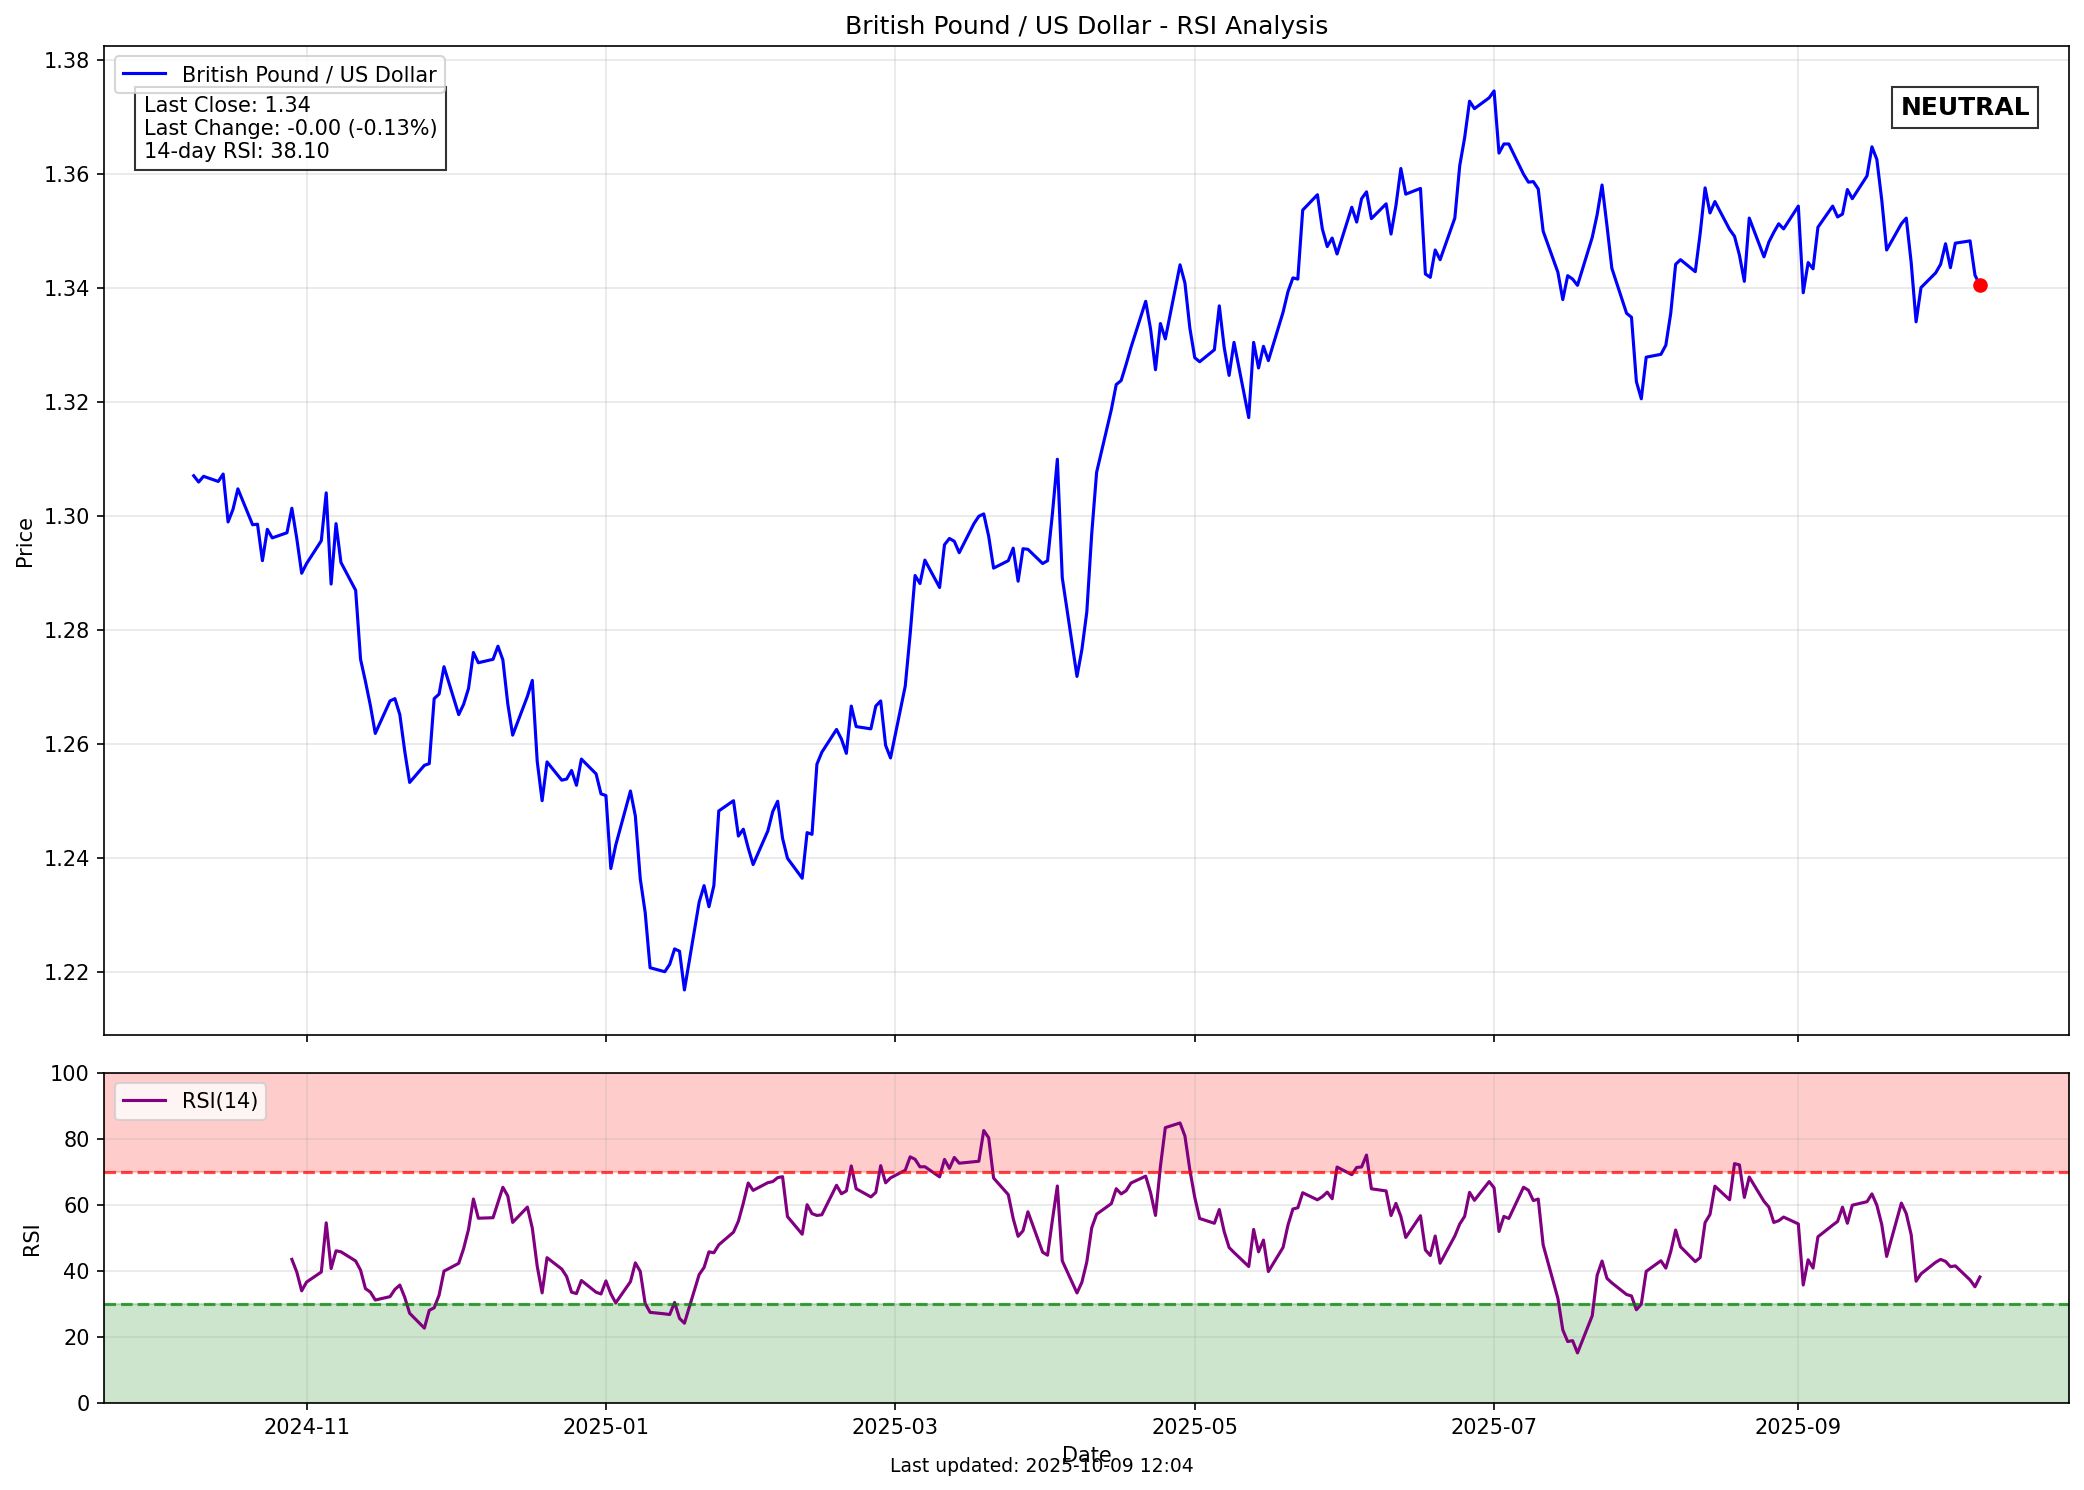 British Pound / US Dollar - RSI Analysis
British Pound / US Dollar
Last Close: 1.34
Last Change: -0.00 (-0.13%)
14-day RSI: 38.10
NEUTRAL
Price
1.38
1.36
1.34
1.32
1.30
1.28
1.26
1.24
1.22
RSI(14)
RSI
100
80
60
40
20
0
2024-11
2025-01
2025-03
2025-05
2025-07
2025-09
Date
Last updated: 2025-10-09 12:04